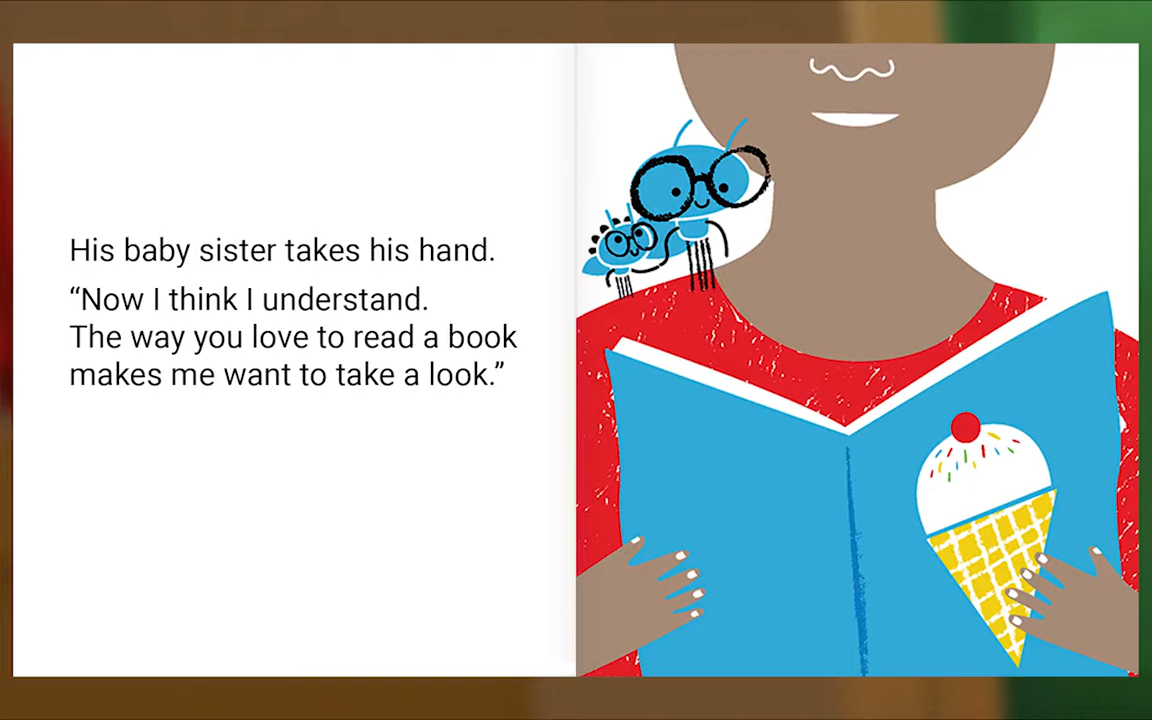 His baby sister takes his hand.
“Now I think I understand.
The way you love to read a book
makes me want to take a look.”